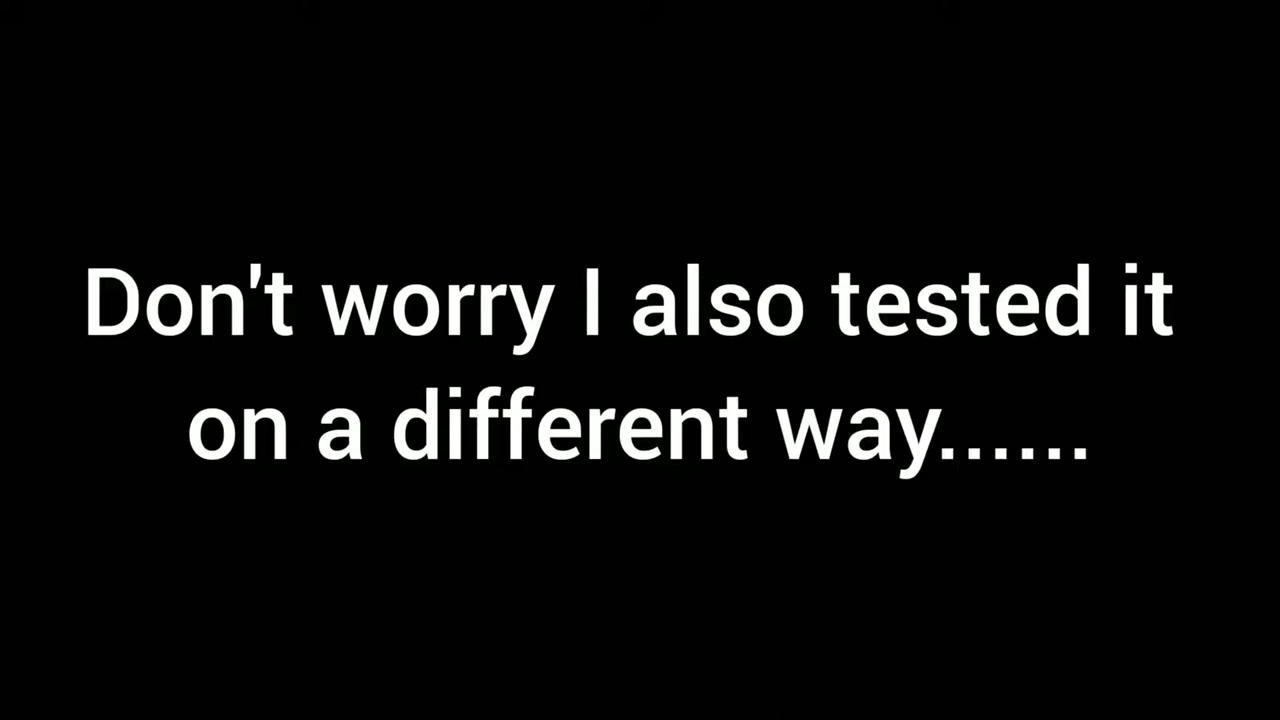 Don't worry I also tested it
on a different way......